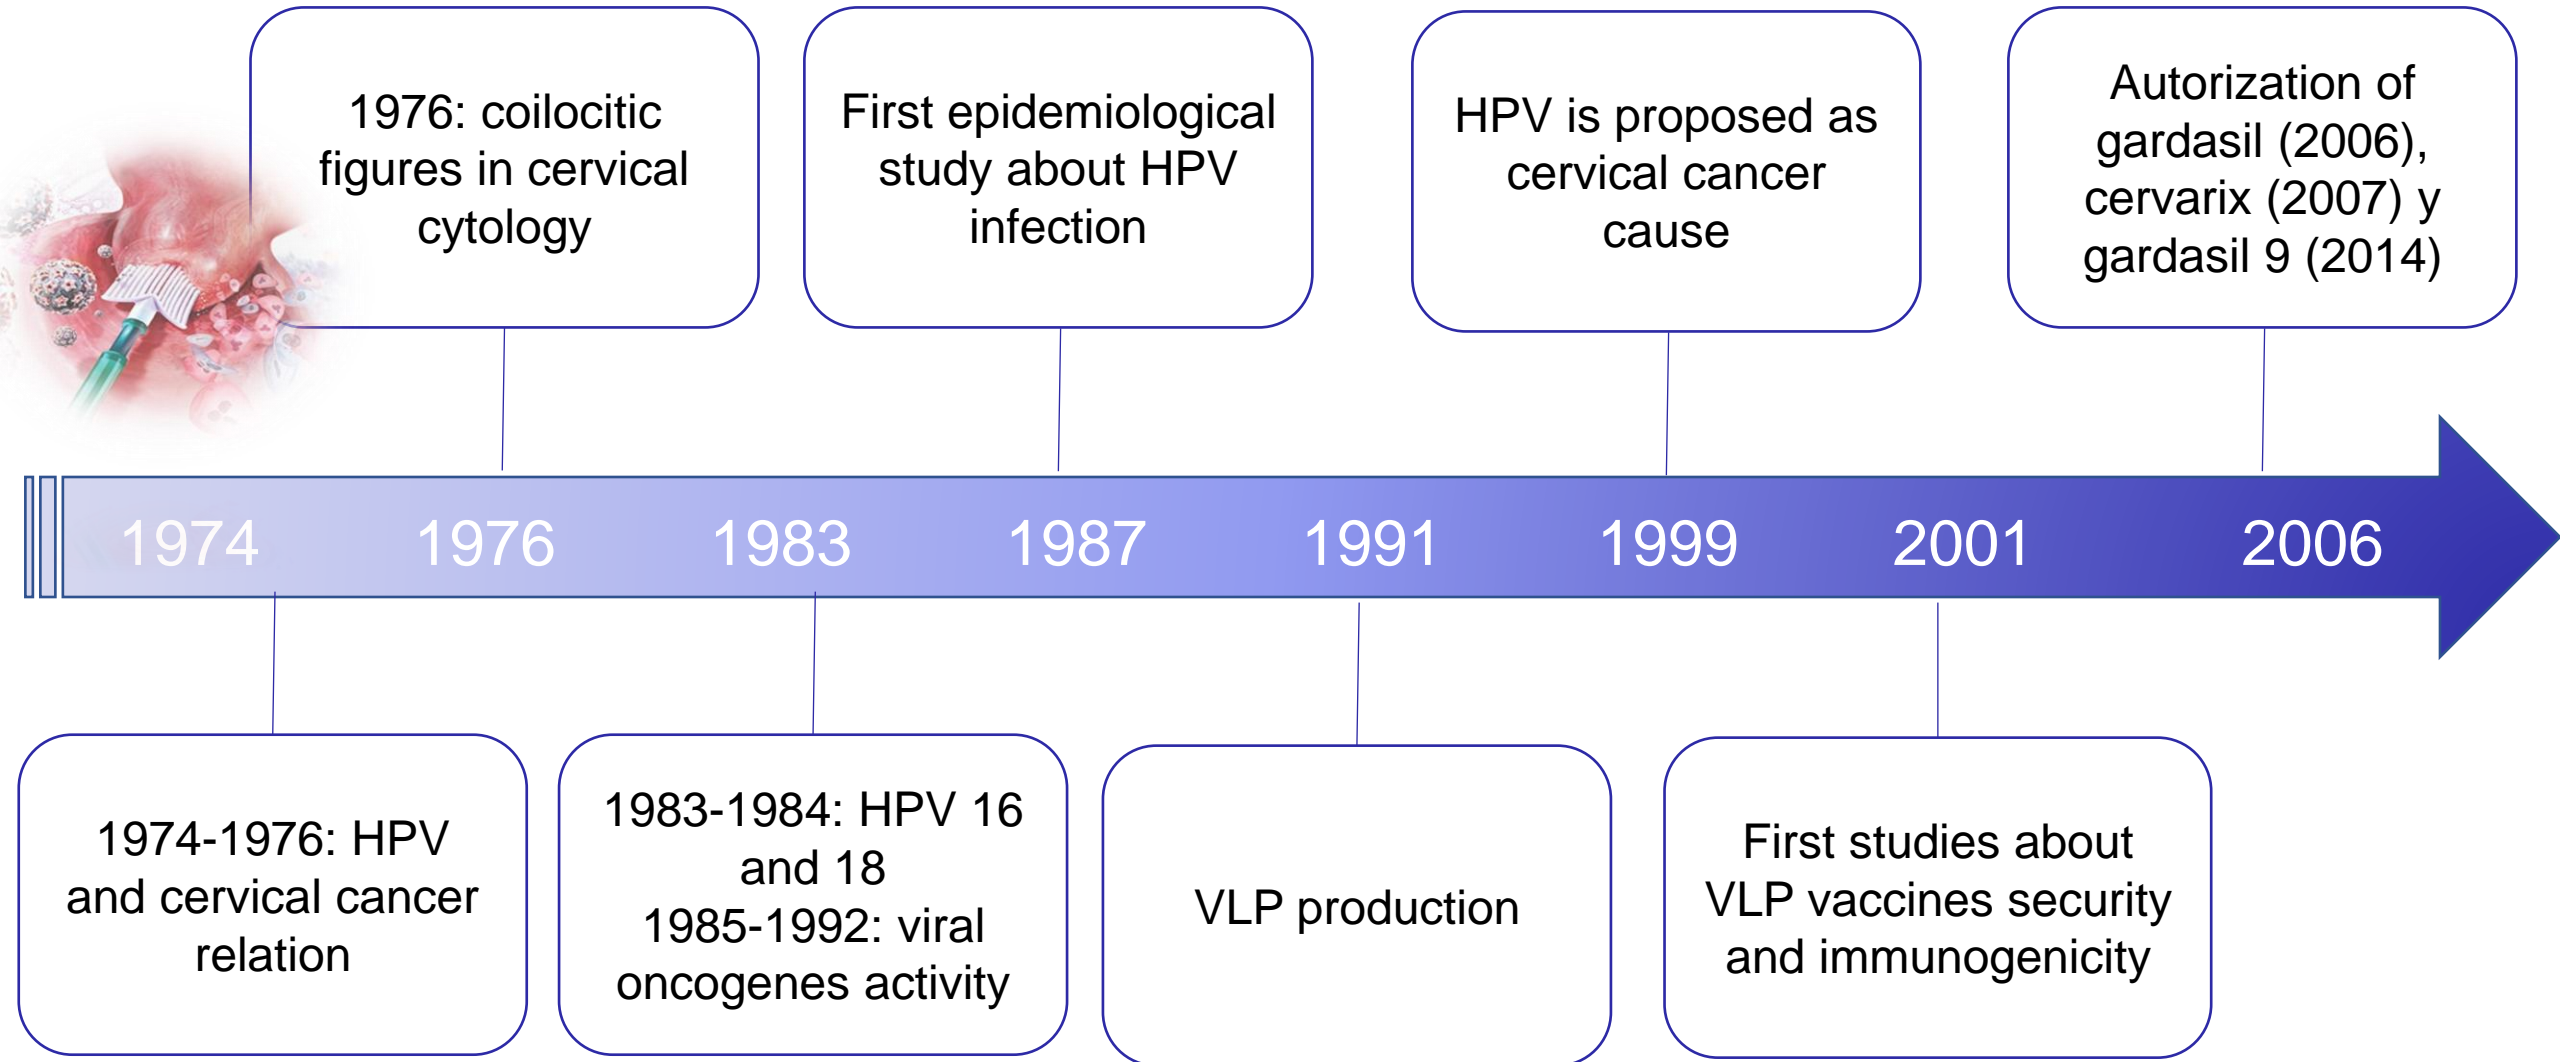 1976: coilocitic
figures in cervical
cytology
First epidemiological
study about HPV
infection
HPV is proposed as
cervical cancer
cause
Autorization of
gardasil (2006),
cervarix (2007) y
gardasil 9 (2014)
1974 1976 1983 1987 1991 1999 2001 2006
1974-1976: HPV
and cervical cancer
relation
1983-1984: HPV 16
and 18
1985-1992: viral
oncogenes activity
VLP production
First studies about
VLP vaccines security
and immunogenicity